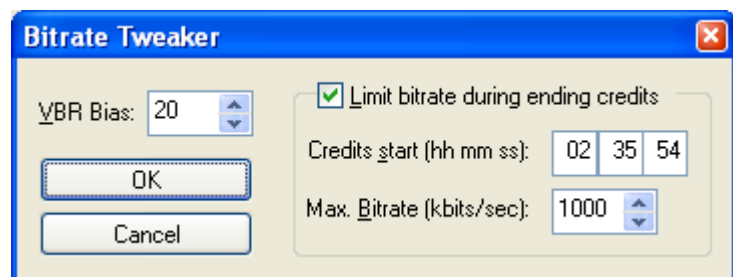 Bitrate Tweaker
VBR Bias: 20
OK
Cancel
Limit bitrate during ending credits
Credits start (hh mm ss): 02 35 54
Max. Bitrate (kbits/sec): 1000